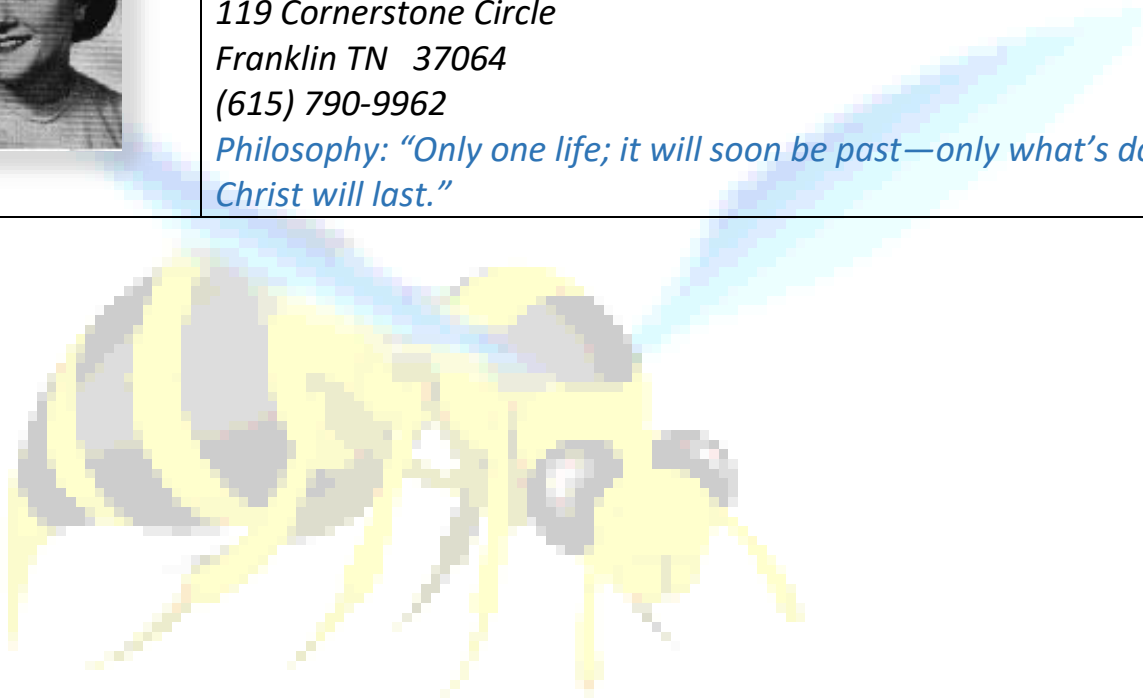 119 Cornerstone Circle
Franklin TN 37064
(615) 790-9962
Philosophy: “Only one life; it will soon be past—only what’s
Christ will last.”